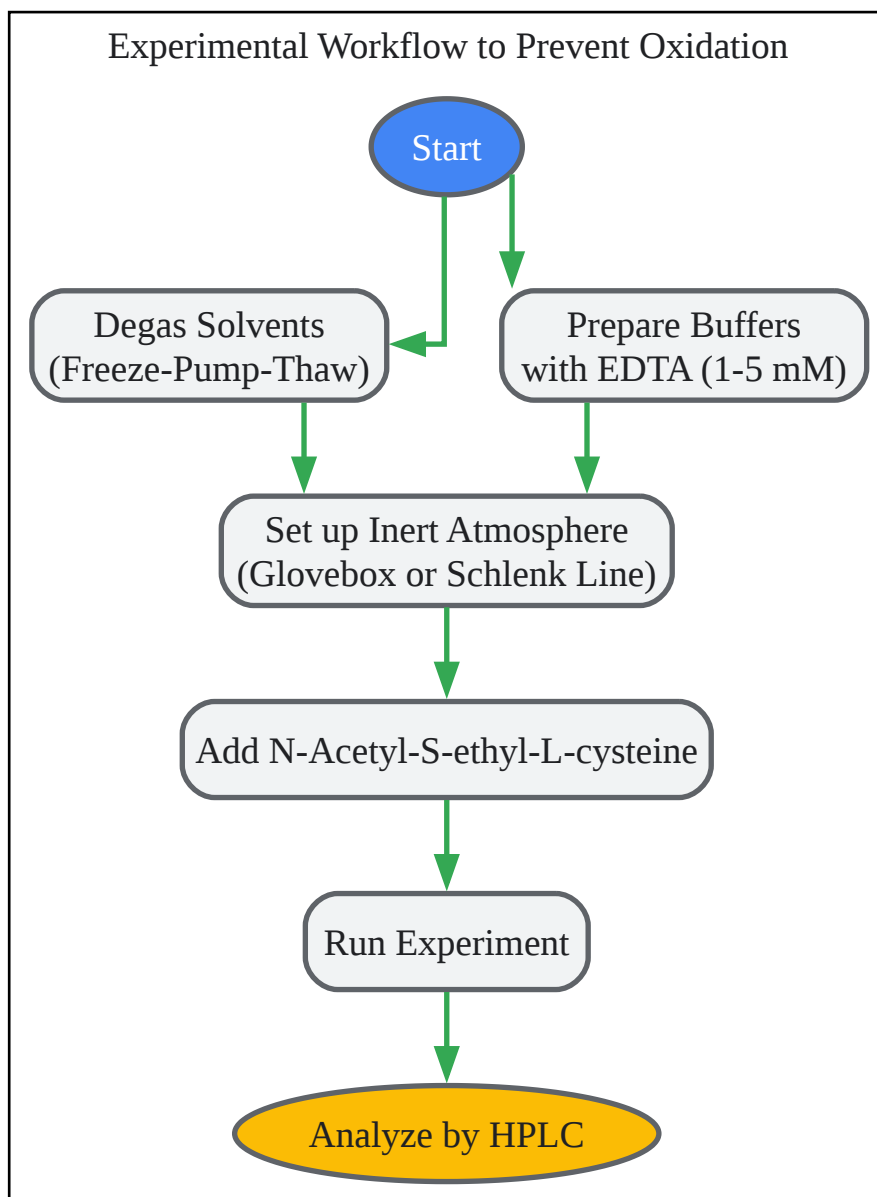 Experimental Workflow to Prevent Oxidation
Start
Degas Solvents
(Freeze-Pump-Thaw)
Prepare Buffers
with EDTA (1-5 mM)
Set up Inert Atmosphere
(Glovebox or Schlenk Line)
Add N-Acetyl-S-ethyl-L-cysteine
Run Experiment
Analyze by HPLC